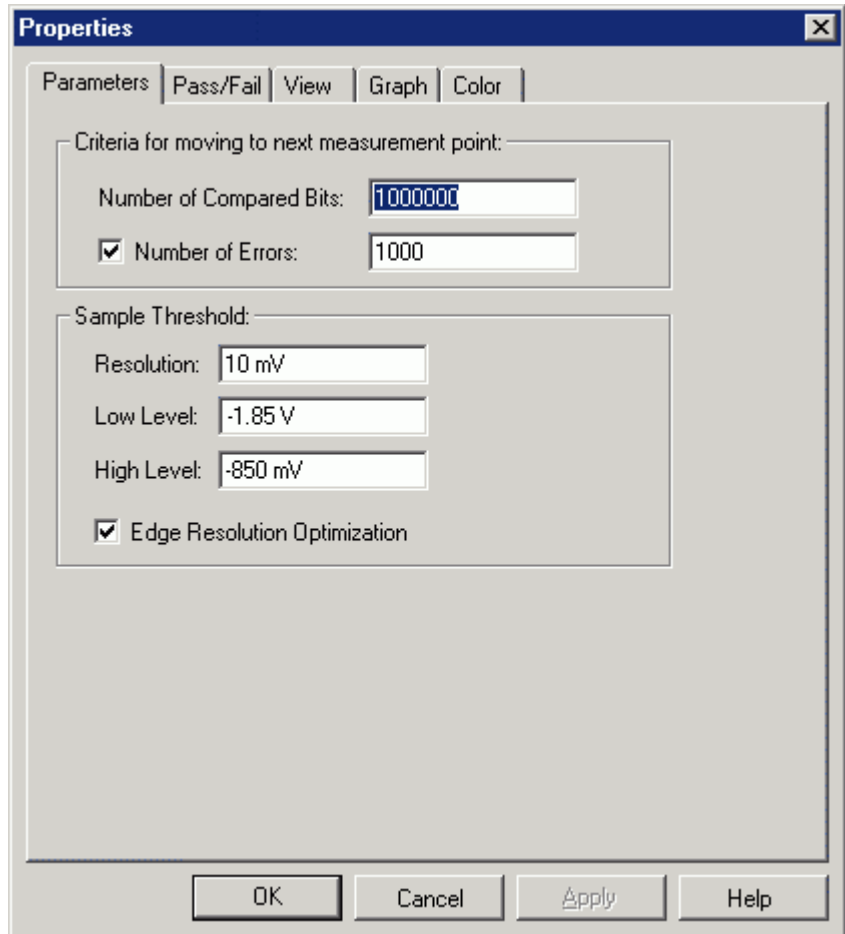 Properties
Parameters Pass/Fail View Graph Color
Criteria for moving to next measurement point:
Number of Compared Bits: 1000000
Number of Errors: 1000
Sample Threshold:
Resolution: 10 mV
Low Level: -1.85 V
High Level: -850 mV
Edge Resolution Optimization
OK Cancel Apply Help